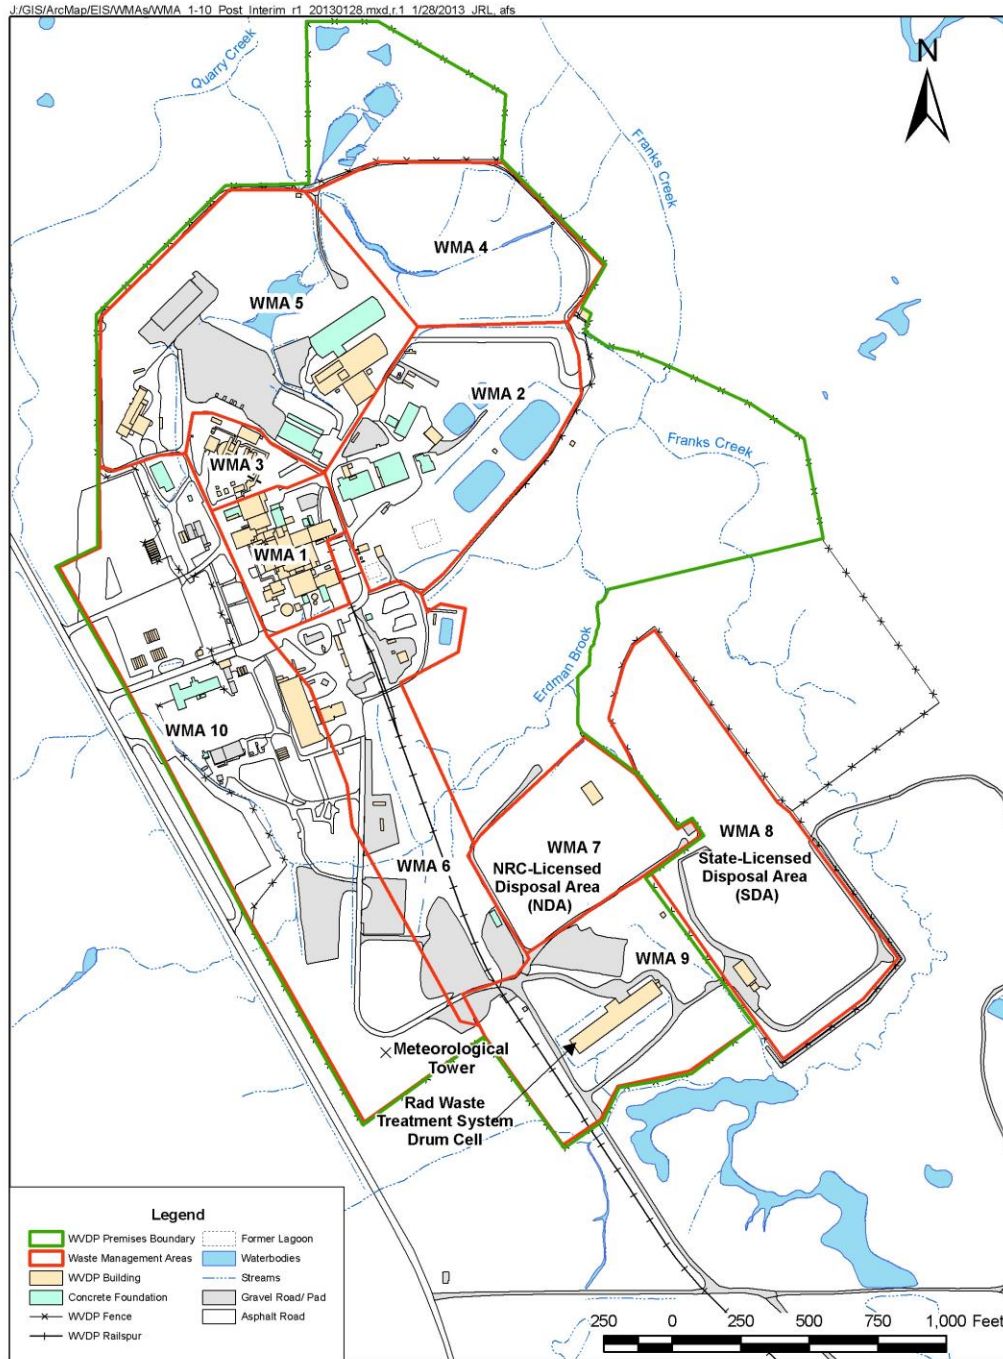 J:/GIS/ArcMap/EIS/WMAs/WMA_1-10_Post_Interim_r1_20130128.mxd,r.1 1/28/2013 JRL, afs
N
Quarry Creek
Franks Creek
WMA 4
WMA 5
WMA 2
Franks Creek
WMA 3
WMA 1
Erdman Brook
WMA 10
WMA 8
State-Licensed
Disposal Area
(SDA)
WMA 7
NRC-Licensed
Disposal Area
(NDA)
WMA 6
WMA 9
Meteorological
Tower
Rad Waste
Treatment System
Drum Cell
Legend
WVDP Premises Boundary
Waste Management Areas
WVDP Building
Concrete Foundation
WVDP Fence
WVDP Railspur
Former Lagoon
Waterbodies
Streams
Gravel Road/ Pad
Asphalt Road
250 0 250 500 750 1,000 Feet